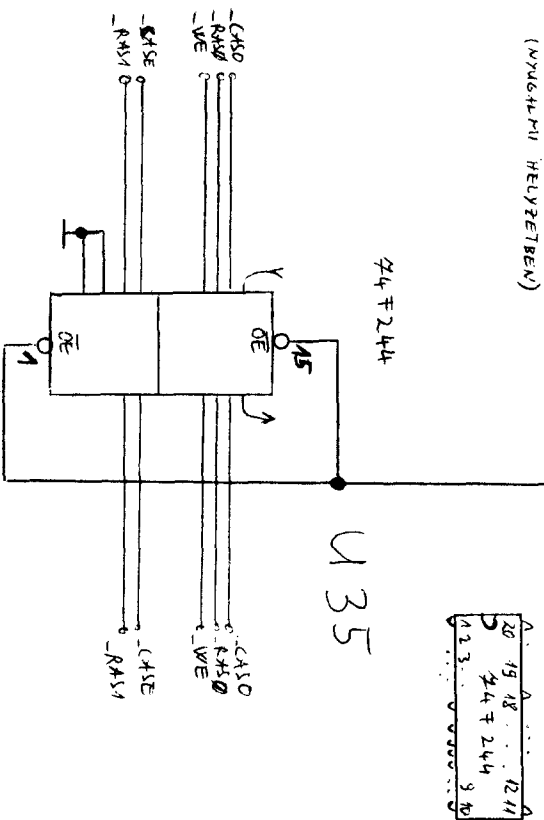 (NYUGALMI HELYZETBEN)
74F244
U35
_CAS0
_RAS0
_WE
_CASE
_RAS1
OE
15
OE
1
_CAS0
_RAS0
_WE
_CASE
_RAS1
20 19 18 . . . 12 11
74F244
1 2 3 . . . 9 10